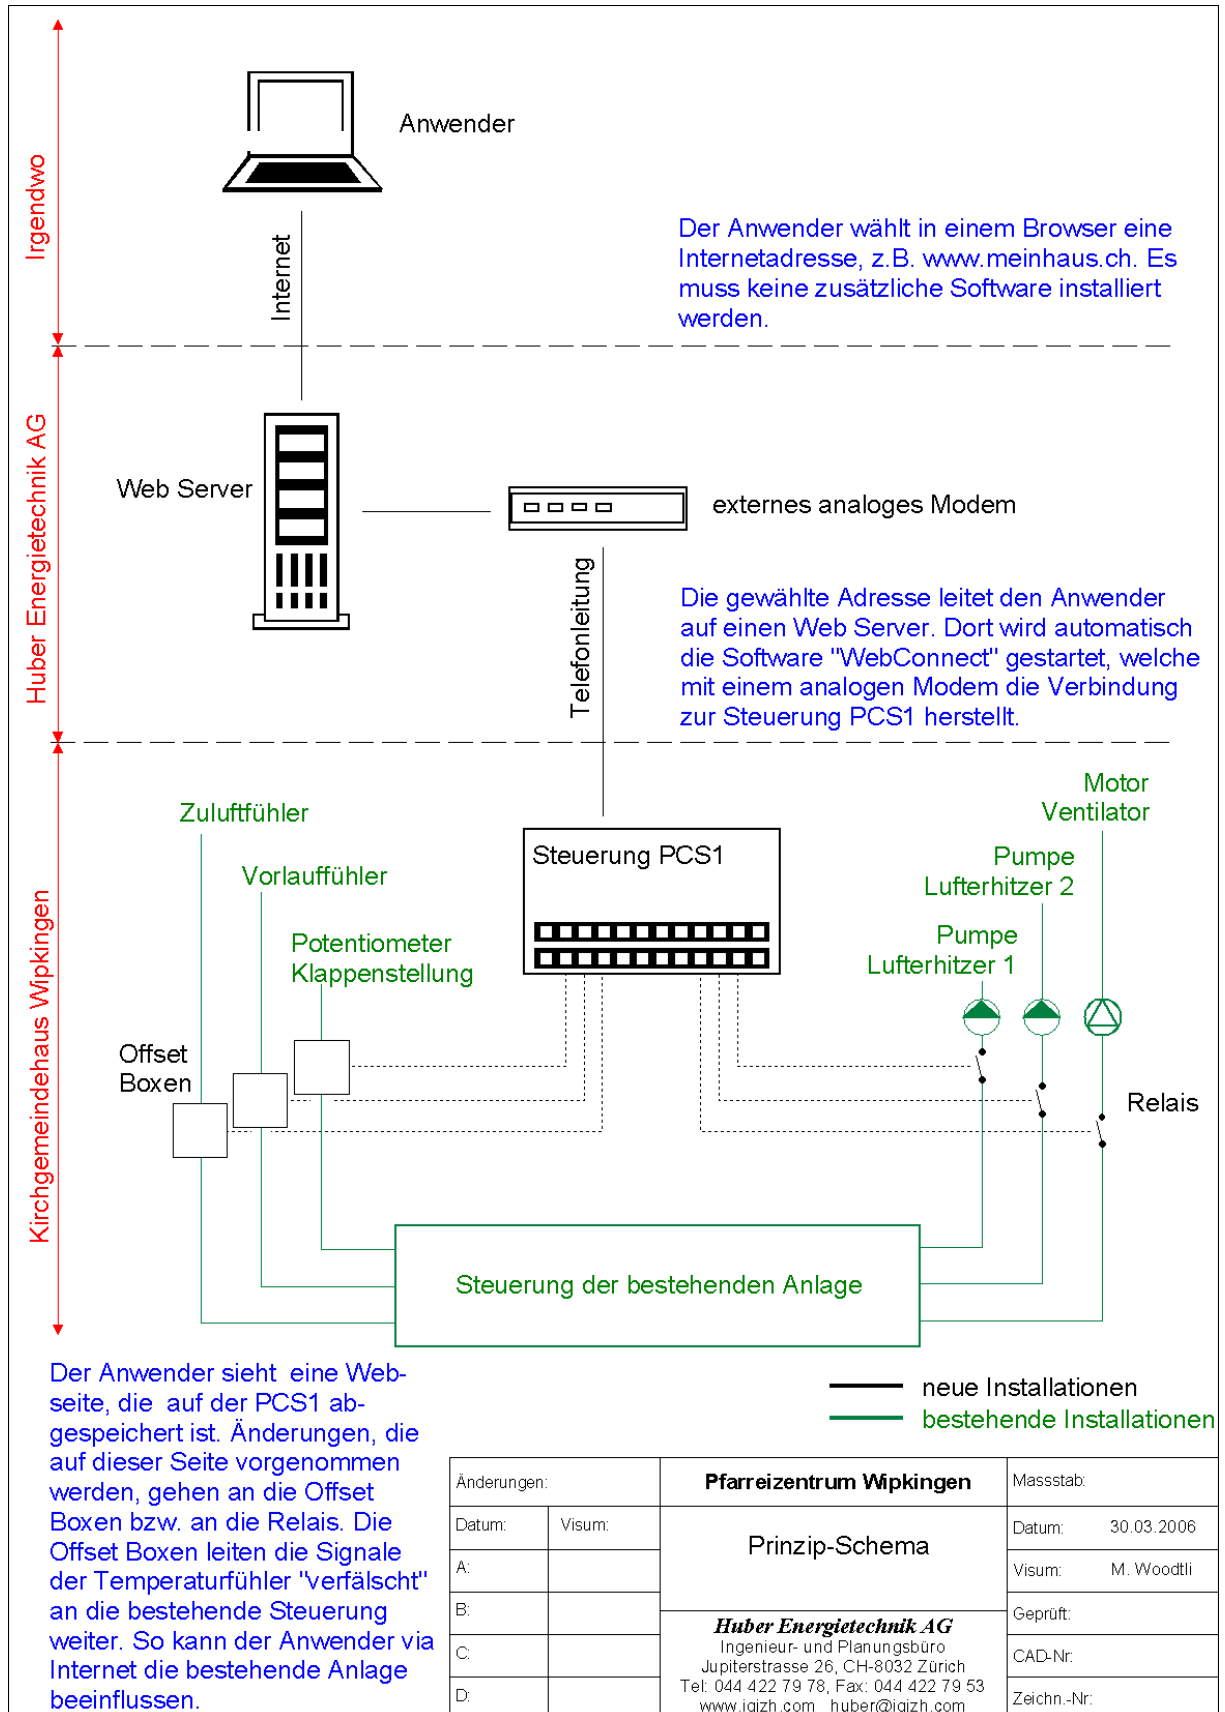 Irgendwo
Anwender
Internet
Der Anwender wählt in einem Browser eine
Internetadresse, z.B. www.meinhaus.ch. Es
muss keine zusätzliche Software installiert
werden.
Huber Energietechnik AG
Web Server
externes analoges Modem
Telefonleitung
Die gewählte Adresse leitet den Anwender
auf einen Web Server. Dort wird automatisch
die Software "WebConnect" gestartet, welche
mit einem analogen Modem die Verbindung
zur Steuerung PCS1 herstellt.
Kirchgemeindehaus Wipkingen
Zuluftfühler
Vorlauffühler
Potentiometer
Klappenstellung
Steuerung PCS1
Motor
Ventilator
Pumpe
Lufterhitzer 2
Pumpe
Lufterhitzer 1
Offset
Boxen
Relais
Steuerung der bestehenden Anlage
Der Anwender sieht eine Web-
seite, die auf der PCS1 ab-
gespeichert ist. Änderungen, die
auf dieser Seite vorgenommen
werden, gehen an die Offset
Boxen bzw. an die Relais. Die
Offset Boxen leiten die Signale
der Temperaturfühler "verfälscht"
an die bestehende Steuerung
weiter. So kann der Anwender via
Internet die bestehende Anlage
beeinflussen.
neue Installationen
bestehende Installationen
Änderungen:
Datum: Visum:
A:
B:
C:
D:
Pfarreizentrum Wipkingen
Prinzip-Schema
Huber Energietechnik AG
Ingenieur- und Planungsbüro
Jupiterstrasse 26, CH-8032 Zürich
Tel: 044 422 79 78, Fax: 044 422 79 53
www.igjzh.com huber@igjzh.com
Massstab:
Datum: 30.03.2006
Visum: M. Woodtli
Geprüft:
CAD-Nr:
Zeichn.-Nr: